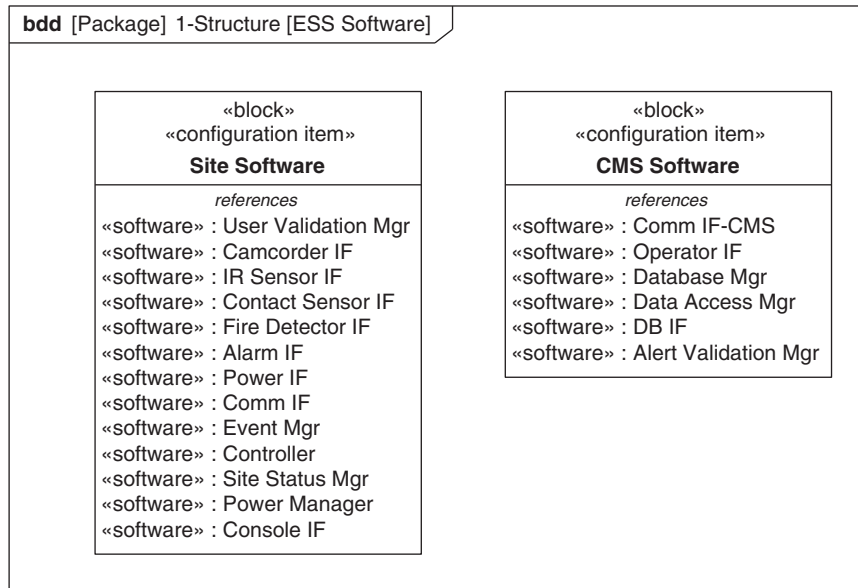 bdd [Package] 1-Structure [ESS Software]
«block»
«configuration item»
Site Software
references
«software» : User Validation Mgr
«software» : Camcorder IF
«software» : IR Sensor IF
«software» : Contact Sensor IF
«software» : Fire Detector IF
«software» : Alarm IF
«software» : Power IF
«software» : Comm IF
«software» : Event Mgr
«software» : Controller
«software» : Site Status Mgr
«software» : Power Manager
«software» : Console IF
«block»
«configuration item»
CMS Software
references
«software» : Comm IF-CMS
«software» : Operator IF
«software» : Database Mgr
«software» : Data Access Mgr
«software» : DB IF
«software» : Alert Validation Mgr